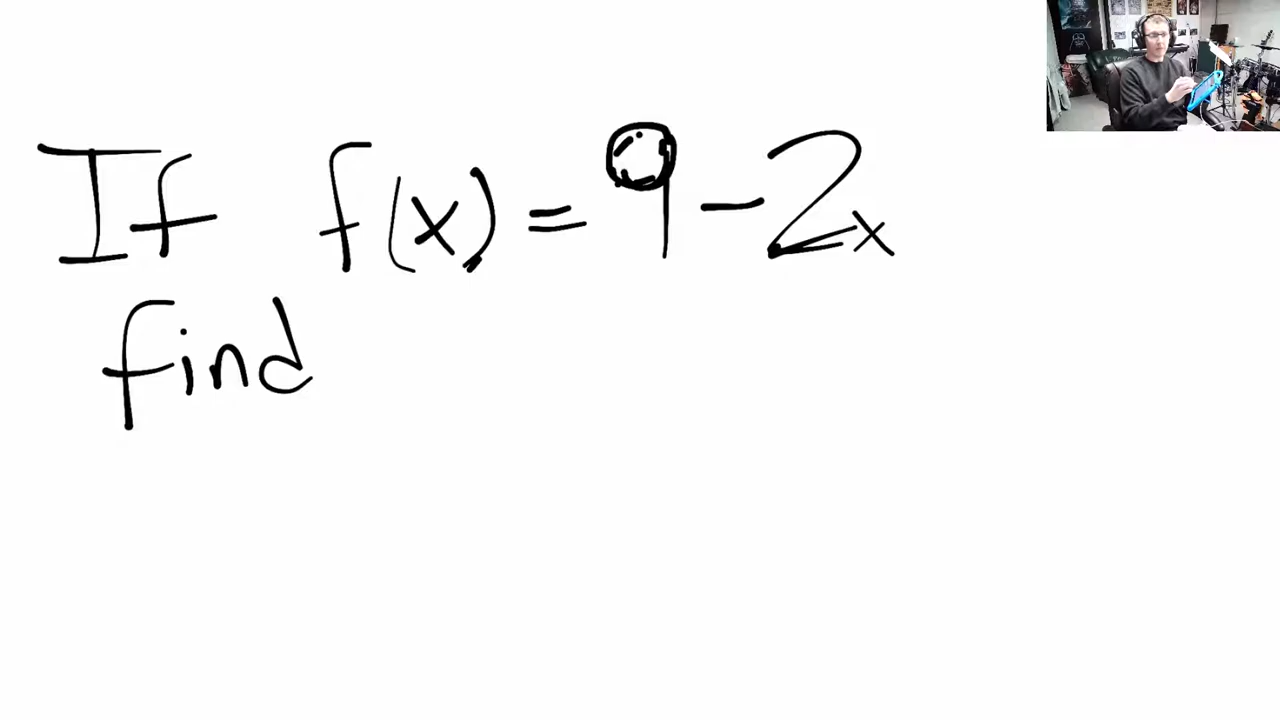 If f(x) = 9 - 2x
find